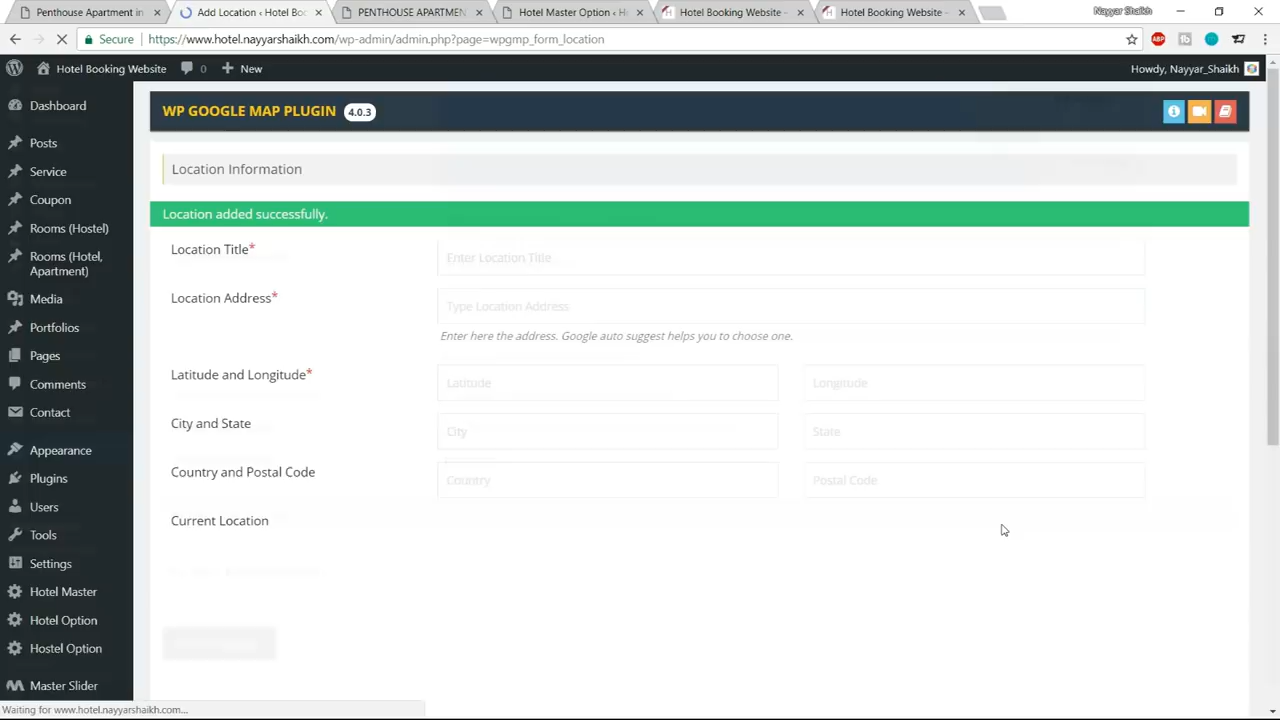 Penthouse Apartment in
Add Location ‹ Hotel Bo
PENTHOUSE APARTMEN
Hotel Master Option ‹ H
Hotel Booking Website –
Hotel Booking Website –
Nayyar Shaikh
Secure
https://www.hotel.nayyarshaikh.com/wp-admin/admin.php?page=wpgmp_form_location
ABP
Hotel Booking Website
0
New
Howdy, Nayyar_Shaikh
Dashboard
Posts
Service
Coupon
Rooms (Hostel)
Rooms (Hotel,
Apartment)
Media
Portfolios
Pages
Comments
Contact
Appearance
Plugins
Users
Tools
Settings
Hotel Master
Hotel Option
Hostel Option
Master Slider
WP GOOGLE MAP PLUGIN 4.0.3
Location Information
Location added successfully.
Location Title*
Enter Location Title
Location Address*
Type Location Address
Enter here the address. Google auto suggest helps you to choose one.
Latitude and Longitude*
Latitude
Longitude
City and State
City
State
Country and Postal Code
Country
Postal Code
Current Location
Waiting for www.hotel.nayyarshaikh.com...